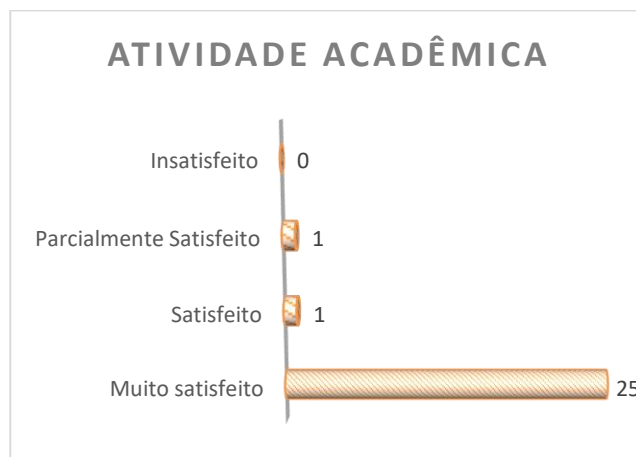 ATIVIDADE ACADÊMICA
Insatisfeito 0
Parcialmente Satisfeito 1
Satisfeito 1
Muito satisfeito 25